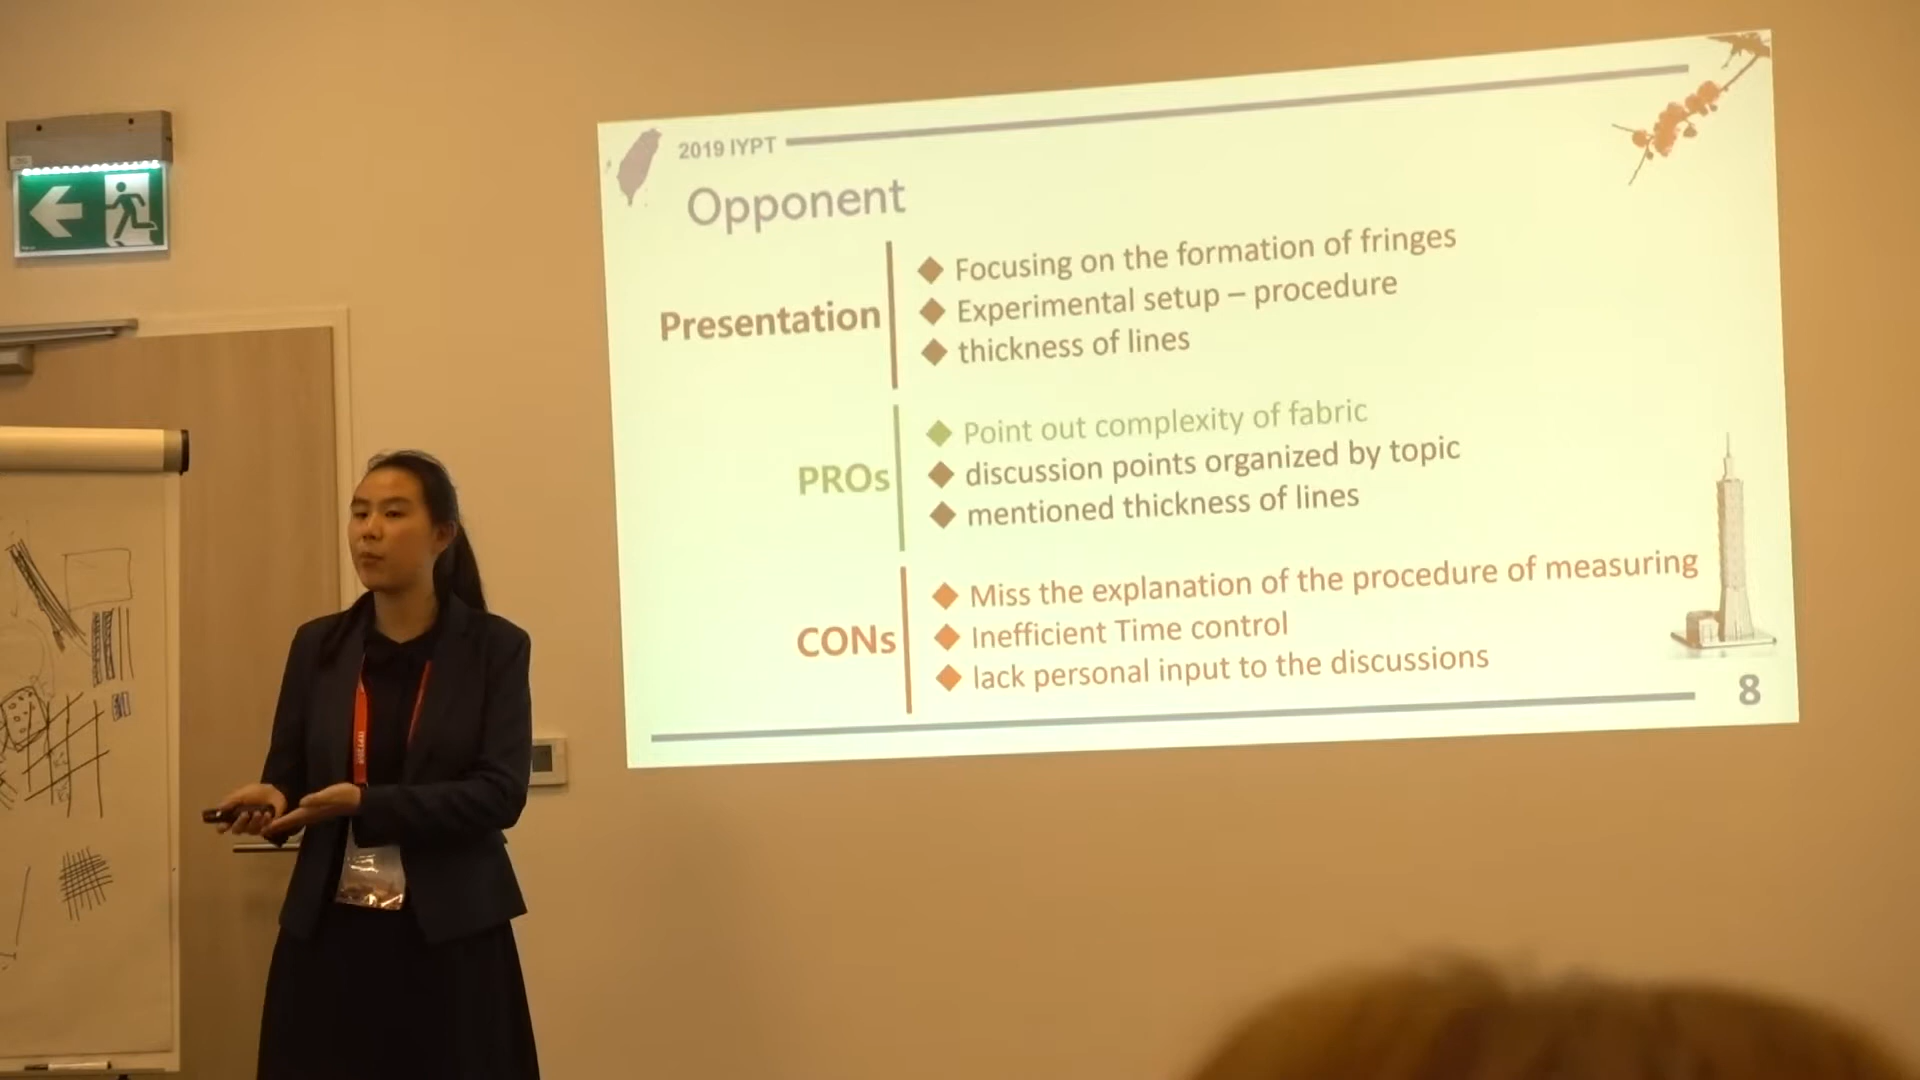 2019 IYPT
Opponent
Presentation
Focusing on the formation of fringes
Experimental setup – procedure
thickness of lines
PROs
Point out complexity of fabric
discussion points organized by topic
mentioned thickness of lines
CONs
Miss the explanation of the procedure of measuring
Inefficient Time control
lack personal input to the discussions
8